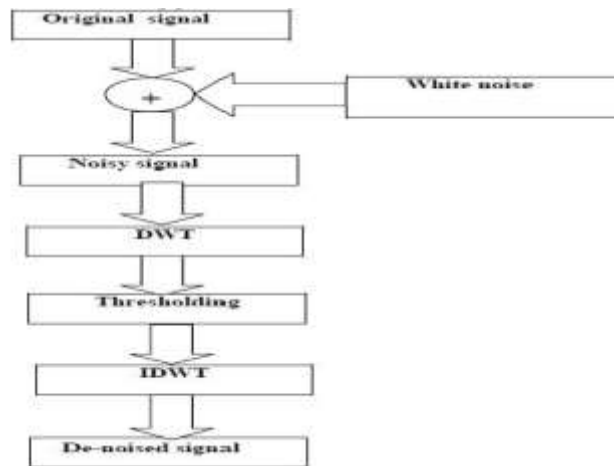 Original signal
+
White noise
Noisy signal
DWT
Thresholding
IDWT
De-noised signal